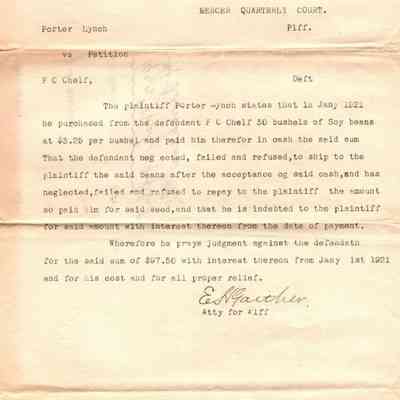 MERCER QUARTERLY COURT.
Porter Lynch Plff.
vs Petition
F C Chelf, Deft
The plaintiff Porter Lynch states that in Jany 1921
he purchased from the defendant F C Chelf 30 bushels of Soy beans
at $3.25 per bushel and paid him therefor in cash the said sum
That the defendant neg ected, failed and refused,to ship to the
plaintiff the said beans after the acceptance og said cash,and has
neglected,failed and refused to repay to the plaintiff the amount
so paid him for said seed,and that he is indebted to the plaintiff
for said amount with interest thereon from the date of payment.
Wherefore he prays judgment against the defendatn
for the said sum of $97.50 with interest thereon from Jany 1st 1921
and for his cost and for all proper relief.
E H Gaither.
Atty for Plff